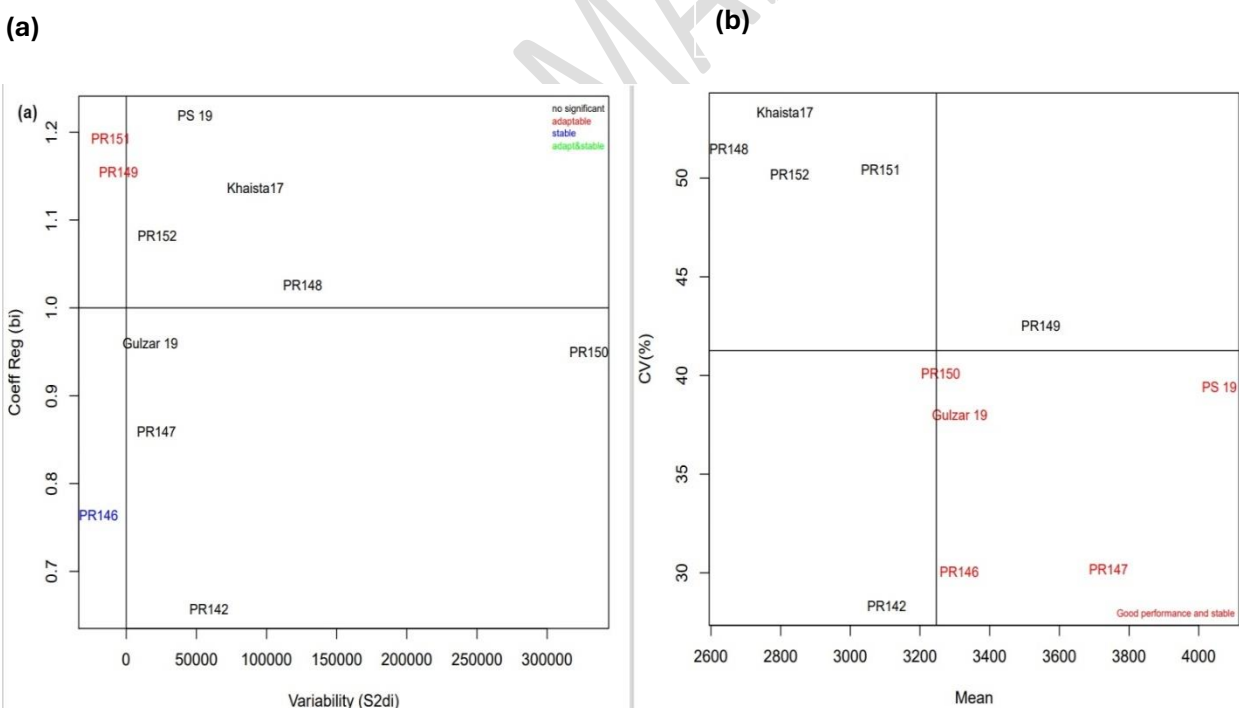 (a)
(b)
(a)
no significant
adaptable
stable
adapt&stable
PS 19
PR151
PR149
Khaista17
PR152
PR148
Gulzar 19
PR150
PR147
PR146
PR142
Coeff Reg (bi)
1.2
1.1
1.0
0.9
0.8
0.7
0
50000
100000
150000
200000
250000
300000
Variability (S2di)
Khaista17
PR148
PR152
PR151
PR149
PR150
PS 19
Gulzar 19
PR146
PR147
PR142
Good performance and stable
CV(%)
50
45
40
35
30
2600
2800
3000
3200
3400
3600
3800
4000
Mean